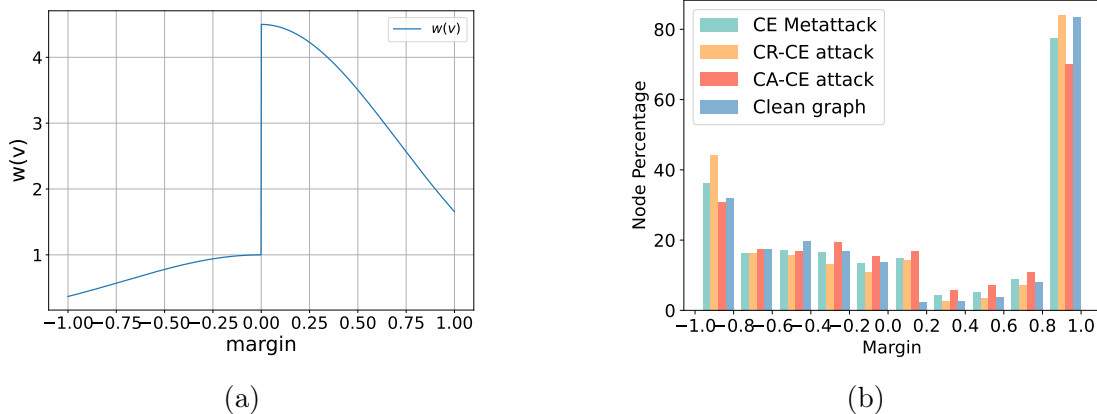 w(v)
4
3
2
1
w(v)
−1.00 −0.75 −0.50 −0.25 0.00 0.25 0.50 0.75 1.00
margin
(a)
80
60
40
20
0
Node Percentage
CE Metattack
CR-CE attack
CA-CE attack
Clean graph
−1.0 −0.8 −0.6 −0.4 −0.2 0.0 0.2 0.4 0.6 0.8 1.0
Margin
(b)